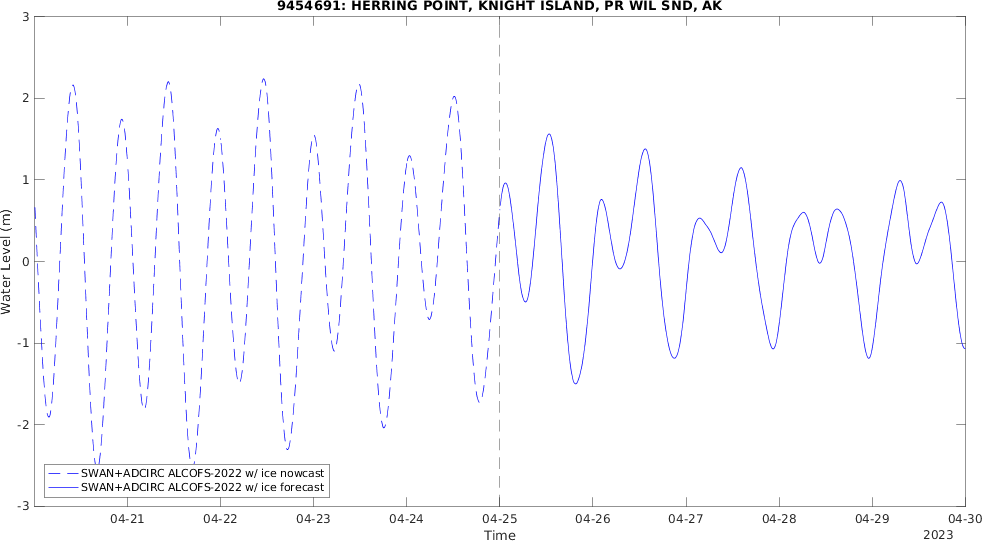 9454691: HERRING POINT, KNIGHT ISLAND, PR WIL SND, AK
3
2
1
0
-1
-2
-3
Water Level (m)
SWAN+ADCIRC ALCOFS-2022 w/ ice nowcast
SWAN+ADCIRC ALCOFS-2022 w/ ice forecast
04-21 04-22 04-23 04-24 04-25 04-26 04-27 04-28 04-29 04-30
Time
2023